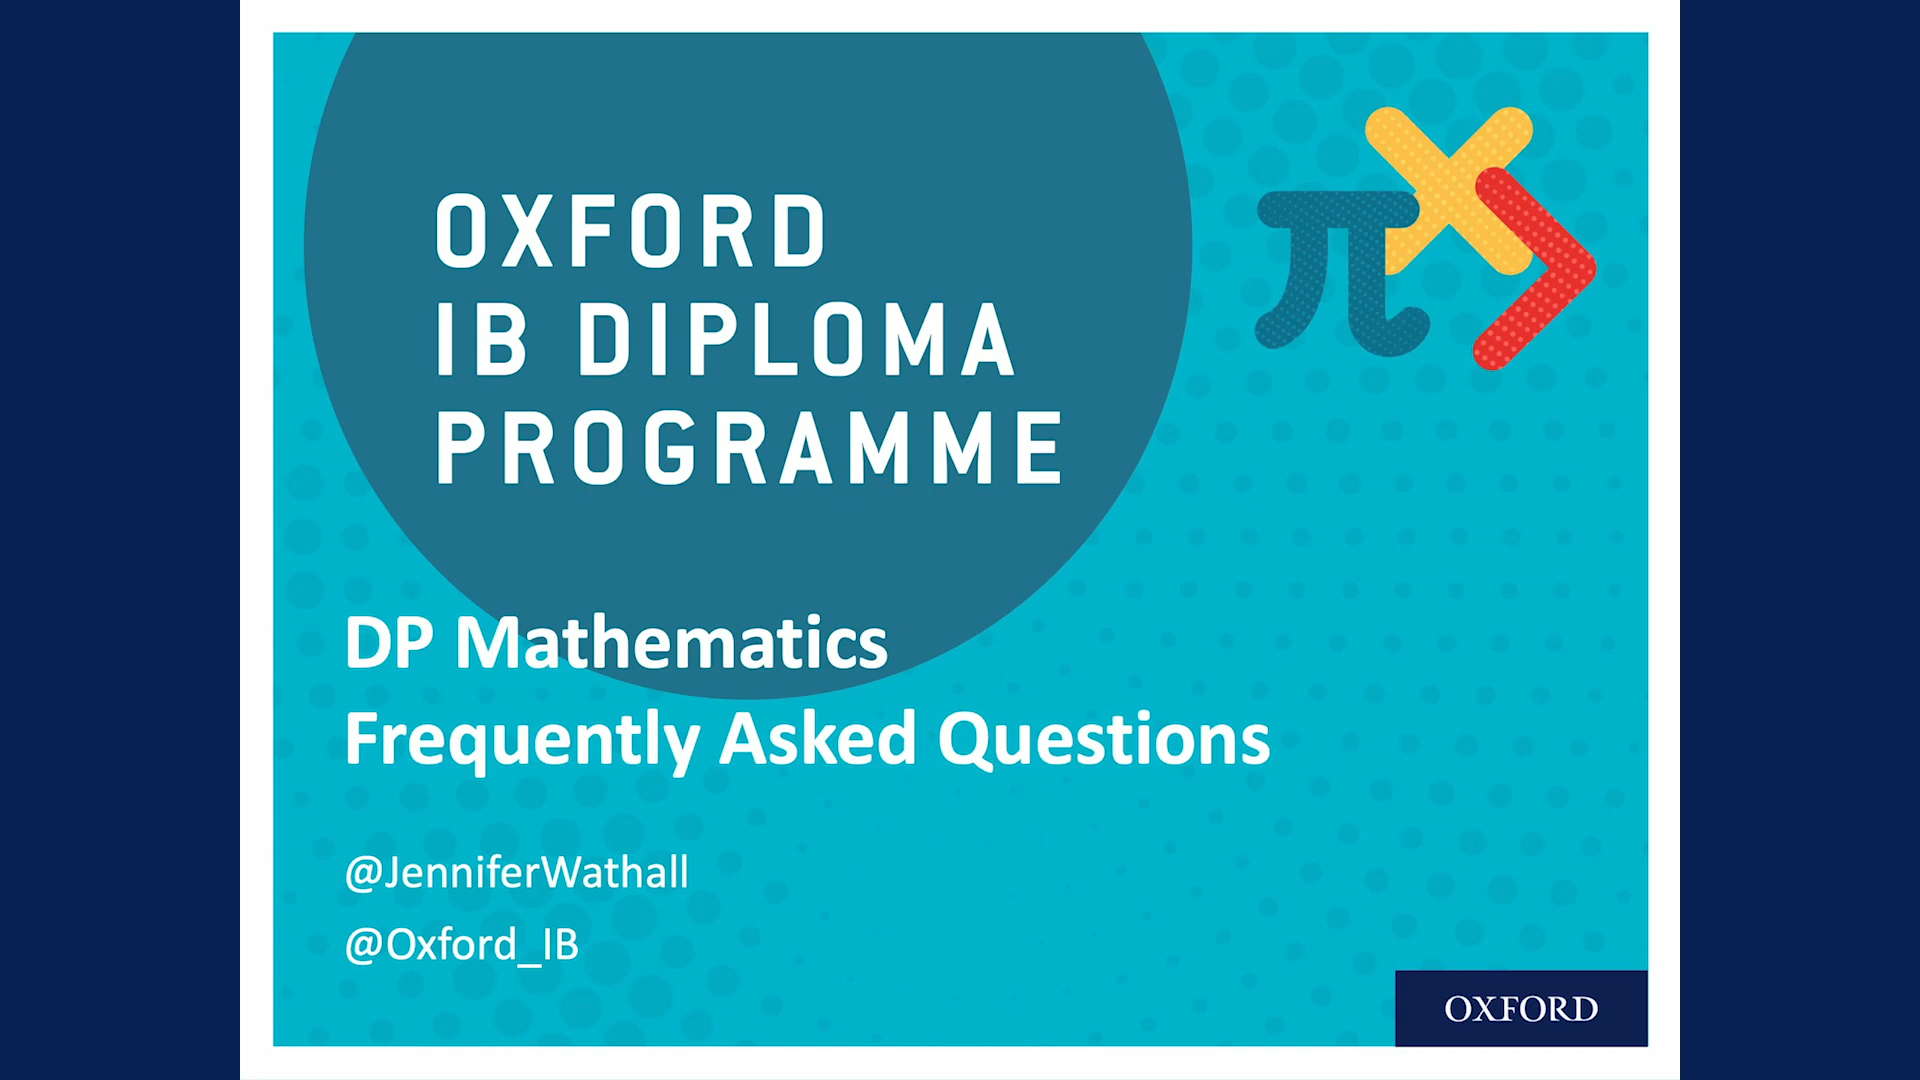 OXFORD
IB DIPLOMA
PROGRAMME
DP Mathematics
Frequently Asked Questions
@JenniferWathall
@Oxford_IB
OXFORD